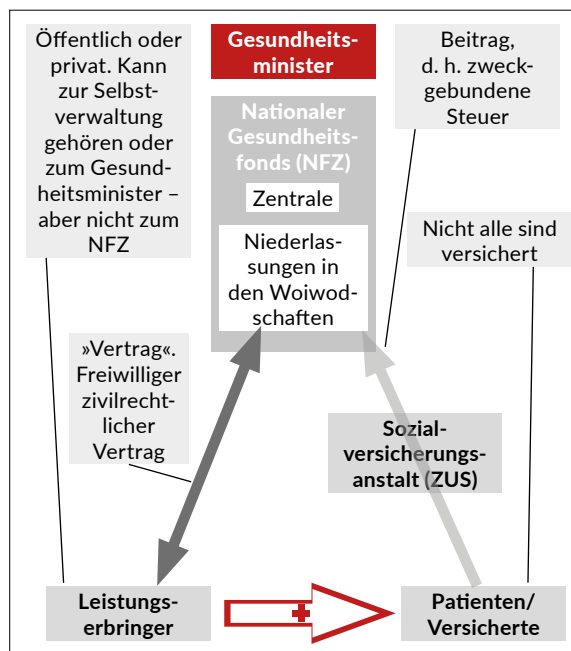 Öffentlich oder
privat. Kann
zur Selbst-
verwaltung
gehören oder
zum Gesund-
heitsminister –
aber nicht zum
NFZ
Gesundheits-
minister
Beitrag,
d. h. zweck-
gebundene
Steuer
Nationaler
Gesundheits-
fonds (NFZ)
Zentrale
Niederlas-
sungen in
den Woiwod-
schaften
Nicht alle sind
versichert
»Vertrag«.
Freiwilliger
zivilrecht-
licher
Vertrag
Sozial-
versicherungs-
anstalt (ZUS)
Leistungs-
erbringer
Patienten/
Versicherte